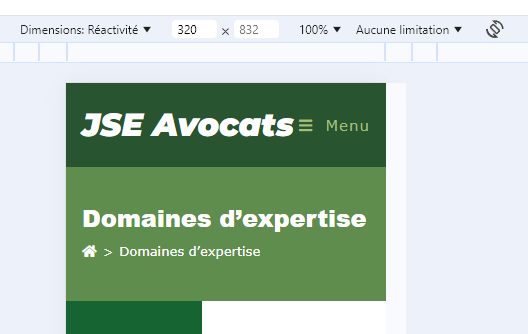 Dimensions: Réactivité ▼ 320 × 832 100% ▼ Aucune limitation ▼
JSE Avocats ≡ Menu
Domaines d’expertise
> Domaines d’expertise